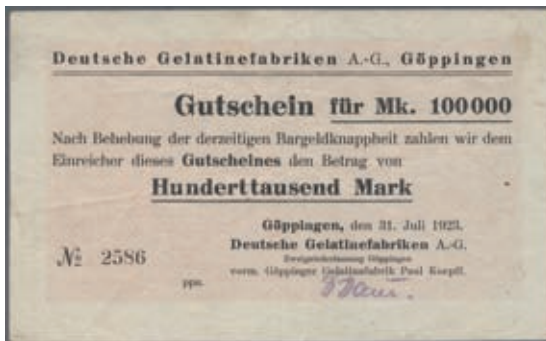 Deutsche Gelatinefabriken A.-G., Göppingen
Gutschein für Mk. 100000
Nach Behebung der derzeitigen Bargeldknappheit zahlen wir dem
Einreicher dieses Gutscheines den Betrag von
Hunderttausend Mark
Göppingen, den 31. Juli 1923.
Deutsche Gelatinefabriken A.-G.
Zweigniederlassung Göppingen
№ 2586
vorm. Göppinger Gelatinefabrik Paul Koepff.
ppa.